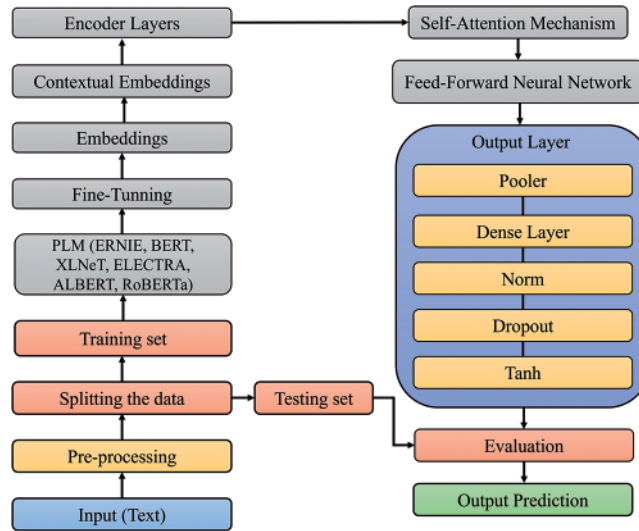 Encoder Layers
Self-Attention Mechanism
Contextual Embeddings
Feed-Forward Neural Network
Embeddings
Output Layer
Pooler
Fine-Tunning
Dense Layer
PLM (ERNIE, BERT,
XLNeT, ELECTRA,
ALBERT, RoBERTa)
Norm
Dropout
Training set
Tanh
Splitting the data
Testing set
Evaluation
Pre-processing
Output Prediction
Input (Text)